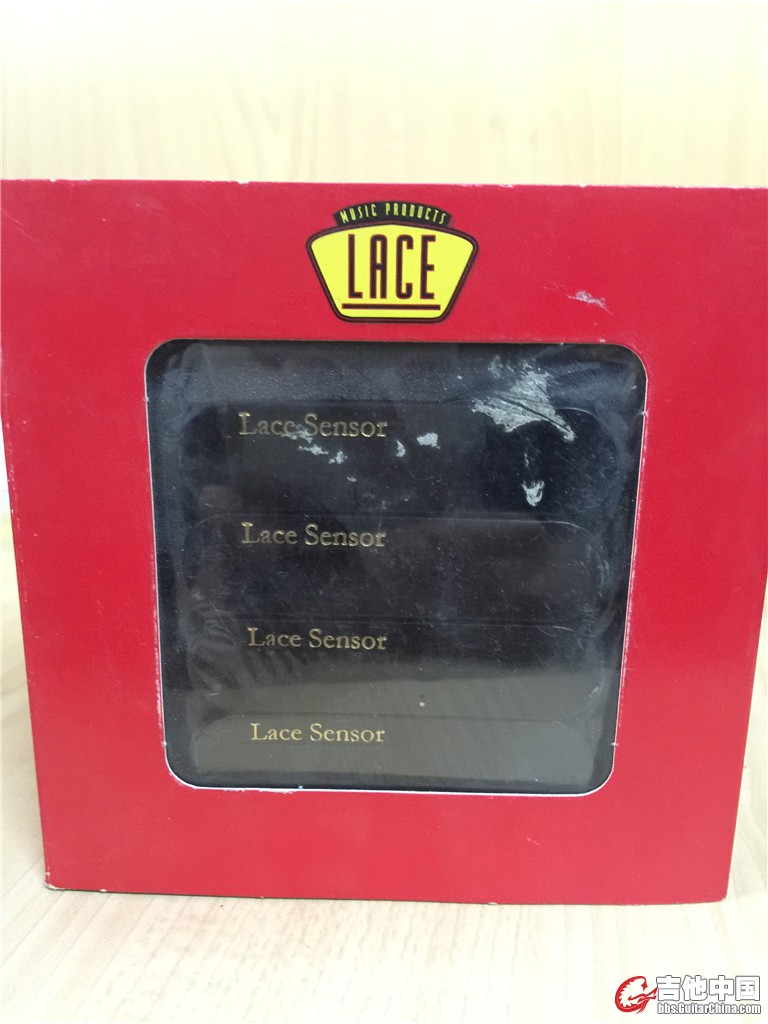 MUSIC PRODUCTS
LACE
Lace Sensor
Lace Sensor
Lace Sensor
Lace Sensor
吉他中国
bbs.GuitarChina.com